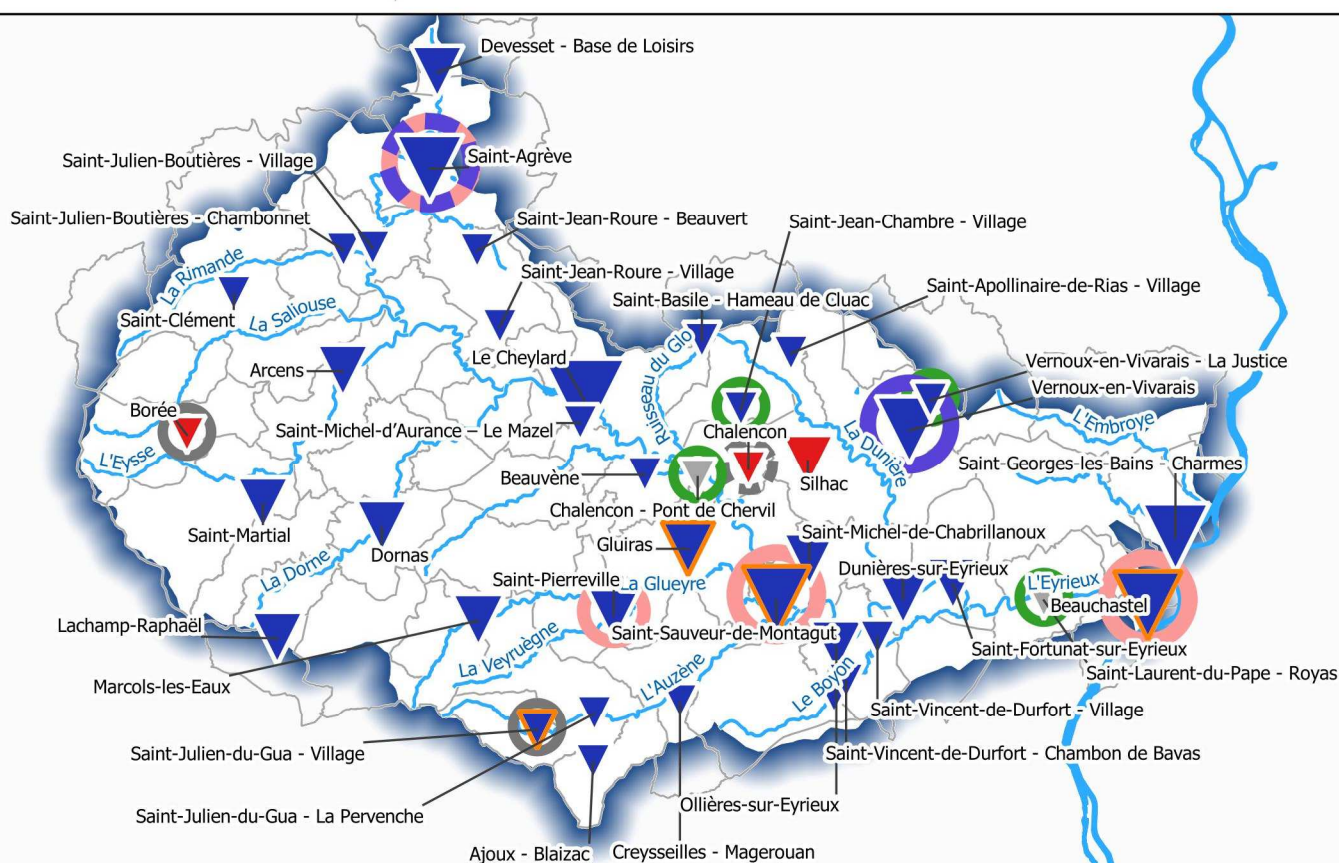 Devesset - Base de Loisirs
Saint-Julien-Boutières - Village
Saint-Agrève
Saint-Julien-Boutières - Chambonnet
Saint-Jean-Roure - Beauvert
Saint-Jean-Chambre - Village
La Rimande
Saint-Jean-Roure - Village
Saint-Basile - Hameau de Cluac
Saint-Apollinaire-de-Rias - Village
Saint-Clément
La Saliouse
Le Cheylard
Ruisseau du Glo
Vernoux-en-Vivarais - La Justice
Arcens
Vernoux-en-Vivarais
Borée
Saint-Michel-d'Aurance – Le Mazel
Chalencon
La Dunière
L'Embroye
L'Eysse
Beauvène
Silhac
Saint-Georges-les-Bains - Charmes
Chalencon - Pont de Chervil
Saint-Martial
Dornas
Gluiras
Saint-Michel-de-Chabrillanoux
La Dorne
Saint-Pierreville
La Glueyre
Dunières-sur-Eyrieux
L'Eyrieux
Beauchastel
Lachamp-Raphaël
Saint-Sauveur-de-Montagut
Saint-Fortunat-sur-Eyrieux
La Veyruègne
Marcols-les-Eaux
L'Auzène
Le Boyon
Saint-Laurent-du-Pape - Royas
Saint-Vincent-de-Durfort - Village
Saint-Julien-du-Gua - Village
Saint-Vincent-de-Durfort - Chambon de Bavas
Ollières-sur-Eyrieux
Saint-Julien-du-Gua - La Pervenche
Ajoux - Blaizac
Creysseilles - Magerouan